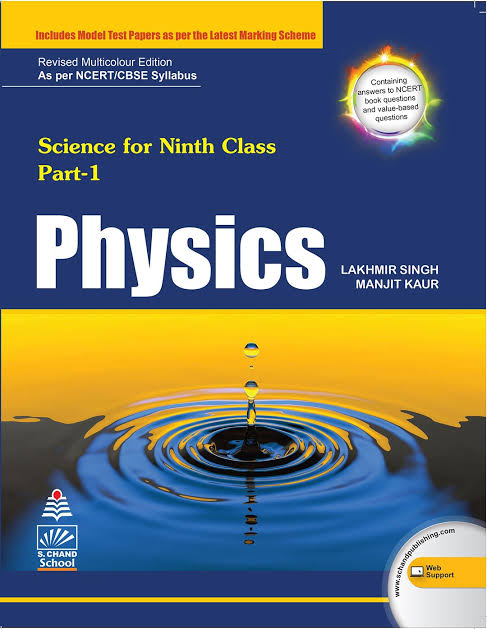 Includes Model Test Papers as per the Latest Marking Scheme
Revised Multicolour Edition
As per NCERT/CBSE Syllabus
Containing
answers to NCERT
book questions
and value-based
questions
Science for Ninth Class
Part-1
Physics
LAKHMIR SINGH
MANJIT KAUR
S. CHAND
School
www.schandpublishing.com
Web
Support